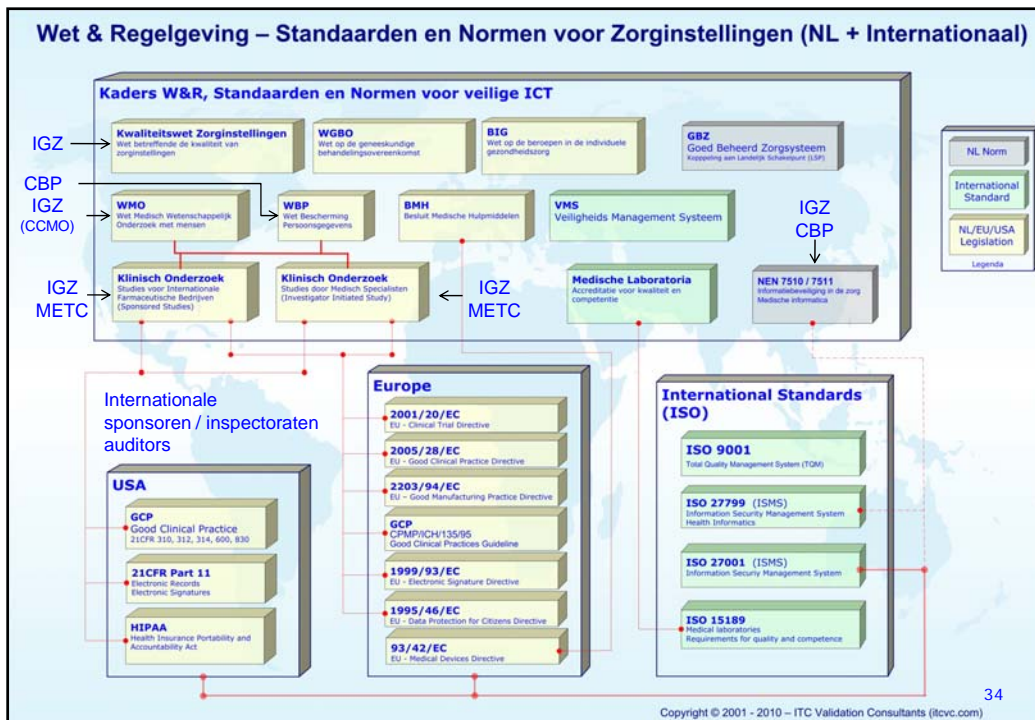 Wet & Regelgeving – Standaarden en Normen voor Zorginstellingen (NL + Internationaal)
Kaders W&R, Standaarden en Normen voor veilige ICT
IGZ
Kwaliteitswet Zorginstellingen
Wet betreffende de kwaliteit van
zorginstellingen
WGBO
Wet op de geneeskundige
behandelingsovereenkomst
BIG
Wet op de beroepen in de individuele
gezondheidszorg
GBZ
Goed Beheerd Zorgsysteem
Kopppeling aan Landelijk Schakelpunt (LSP)
NL Norm
International
Standard
NL/EU/USA
Legislation
Legenda
CBP
IGZ
(CCMO)
WMO
Wet Medisch Wetenschappelijk
Onderzoek met mensen
WBP
Wet Bescherming
Persoonsgegevens
BMH
Besluit Medische Hulpmiddelen
VMS
Veiligheids Management Systeem
IGZ
CBP
IGZ
METC
Klinisch Onderzoek
Studies voor Internationale
Farmaceutische Bedrijven
(Sponsored Studies)
Klinisch Onderzoek
Studies door Medisch Specialisten
(Investigator Initiated Study)
IGZ
METC
Medische Laboratoria
Accreditatie voor kwaliteit en
competentie
NEN 7510 / 7511
Informatiebeveiliging in de zorg
Medische informatica
Internationale
sponsoren / inspectoraten
auditors
USA
GCP
Good Clinical Practice
21CFR 310, 312, 314, 600, 830
21CFR Part 11
Electronic Records
Electronic Signatures
HIPAA
Health Insurance Portability and
Accountability Act
Europe
2001/20/EC
EU - Clinical Trial Directive
2005/28/EC
EU - Good Clinical Practice Directive
2203/94/EC
EU - Good Manufacturing Practice Directive
GCP
CPMP/ICH/135/95
Good Clinical Practices Guideline
1999/93/EC
EU - Electronic Signature Directive
1995/46/EC
EU - Data Protection for Citizens Directive
93/42/EC
EU - Medical Devices Directive
International Standards
(ISO)
ISO 9001
Total Quality Management System (TQM)
ISO 27799 (ISMS)
Information Security Management System
Health Informatics
ISO 27001 (ISMS)
Information Securiy Management System
ISO 15189
Medical laboratories
Requirements for quality and competence
34
Copyright © 2001 - 2010 – ITC Validation Consultants (itcvc.com)